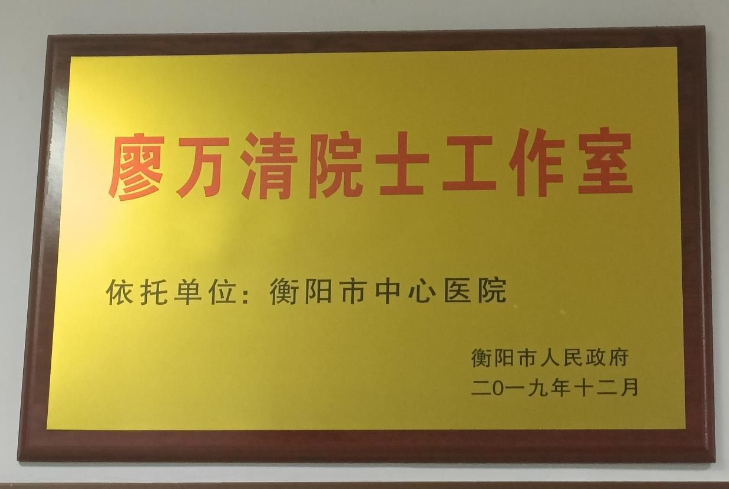 廖万清院士工作室
依托单位：衡阳市中心医院
衡阳市人民政府
二0一九年十二月